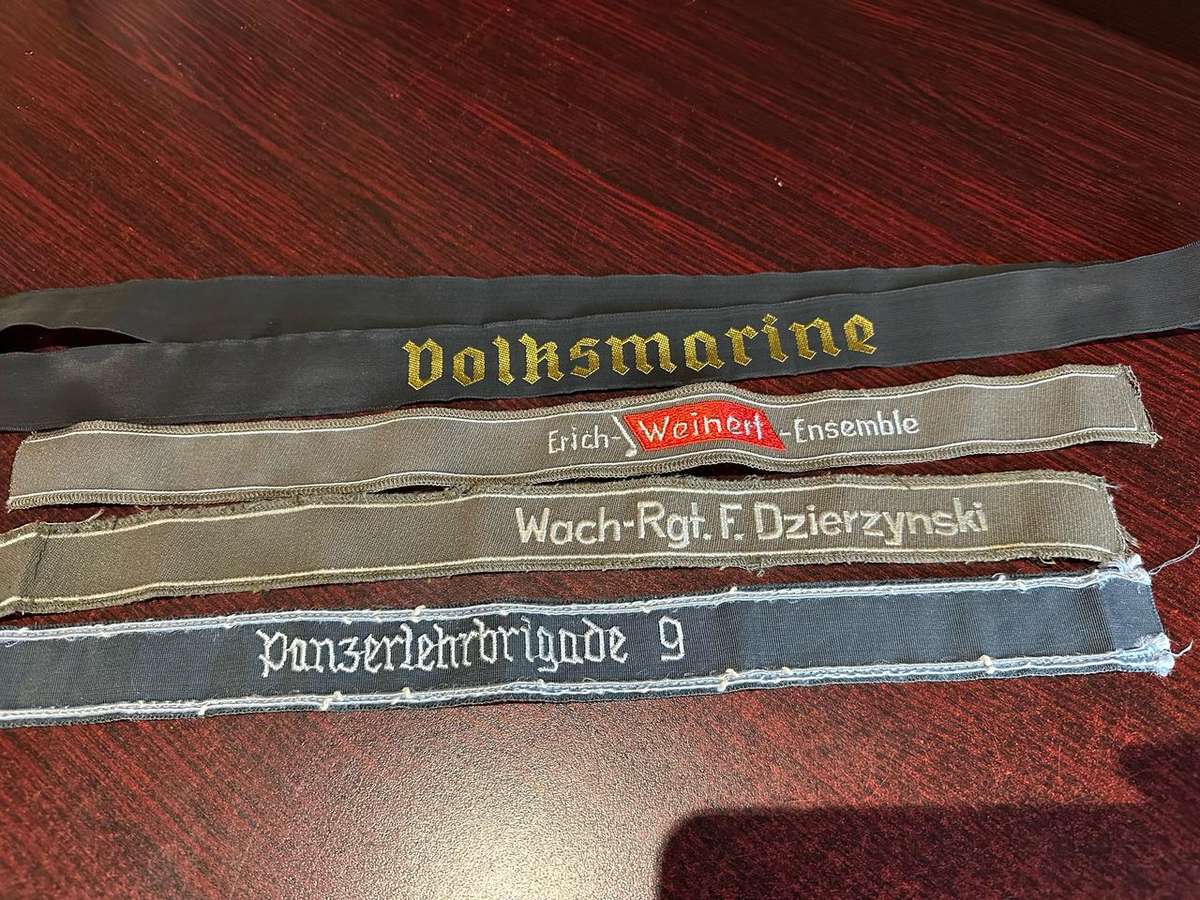 Volksmarine
Erich-Weinert-Ensemble
Wach-Rgt. F. Dzierzynski
Panzerlehrbrigade 9